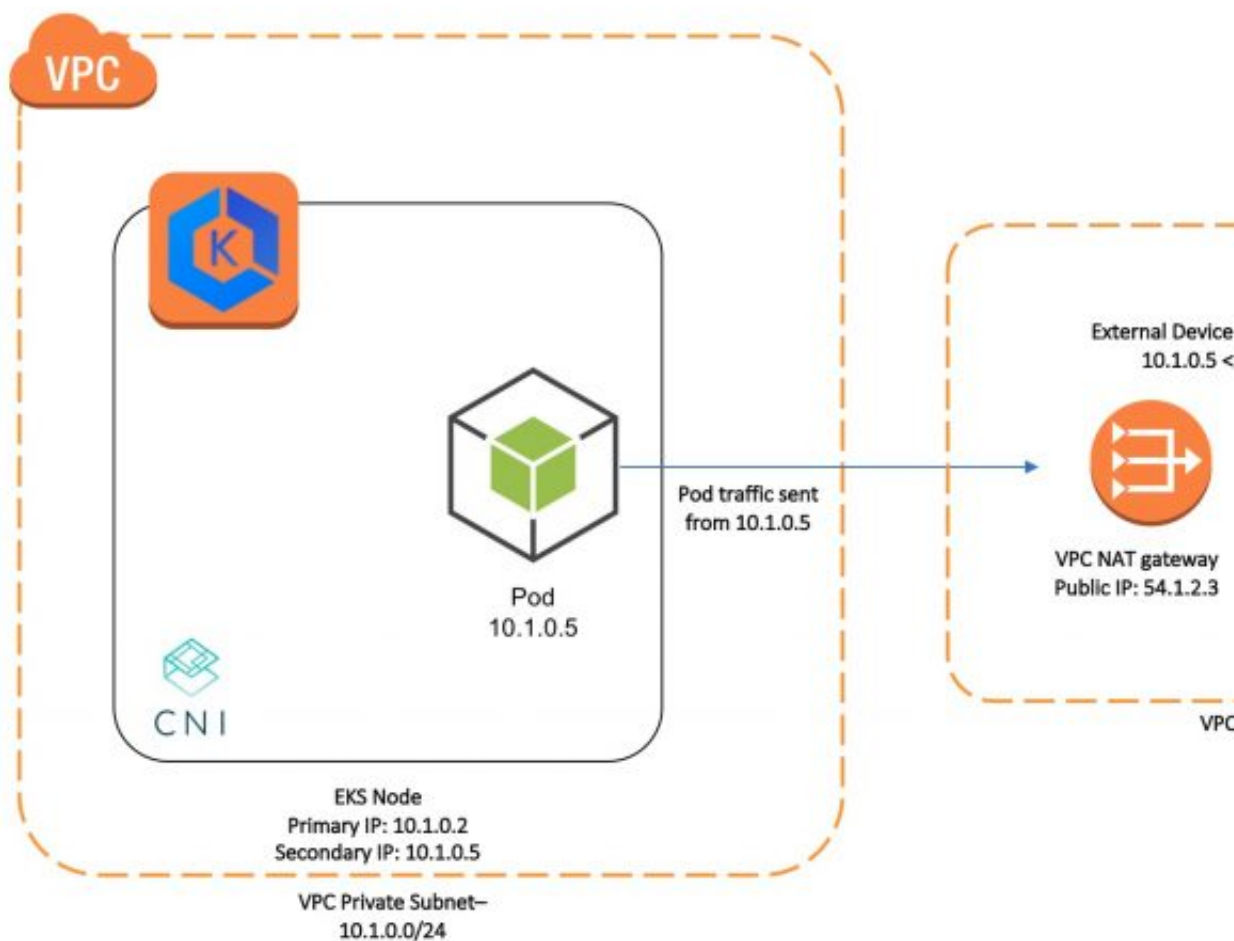 VPC
K
External Device
10.1.0.5 <
Pod traffic sent
from 10.1.0.5
VPC NAT gateway
Public IP: 54.1.2.3
Pod
10.1.0.5
CNI
VPC
EKS Node
Primary IP: 10.1.0.2
Secondary IP: 10.1.0.5
VPC Private Subnet–
10.1.0.0/24